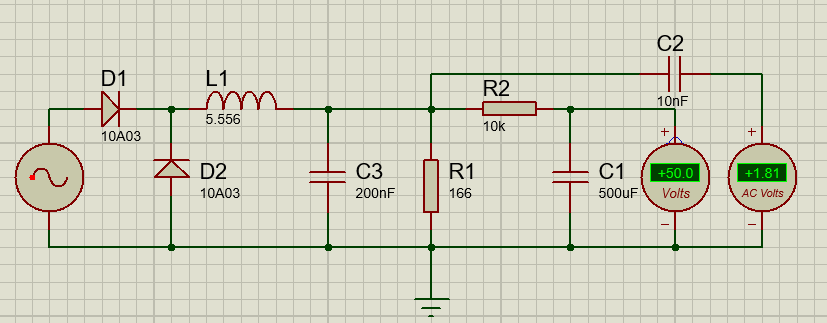 C2
10nF
D1
10A03
L1
5.556
R2
10k
D2
10A03
C3
200nF
R1
166
C1
500uF
+
+50.0
Volts
−
+
+1.81
AC Volts
−